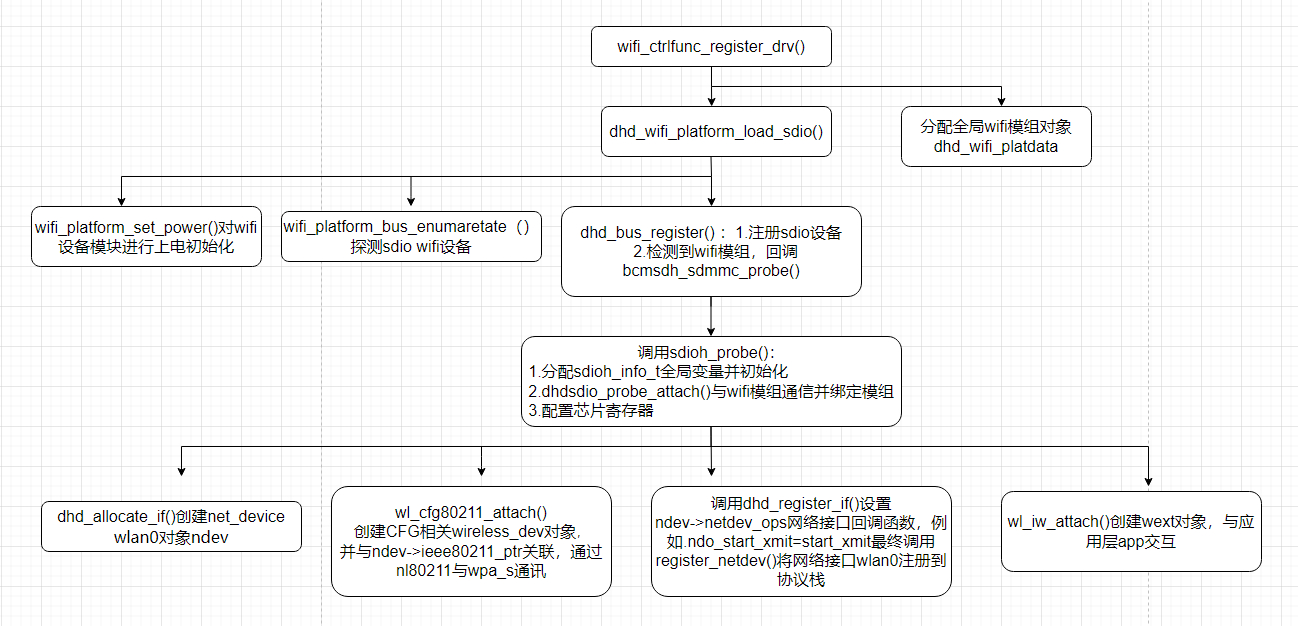 wifi_ctrlfunc_register_drv()
dhd_wifi_platform_load_sdio()
分配全局wifi模组对象
dhd_wifi_platdata
wifi_platform_set_power()对wifi
设备模块进行上电初始化
wifi_platform_bus_enumaretate（）
探测sdio wifi设备
dhd_bus_register() ：1.注册sdio设备
2.检测到wifi模组，回调
bcmsdh_sdmmc_probe()
调用sdioh_probe()：
1.分配sdioh_info_t全局变量并初始化
2.dhdsdio_probe_attach()与wifi模组通信并绑定模组
3.配置芯片寄存器
dhd_allocate_if()创建net_device
wlan0对象ndev
wl_cfg80211_attach()
创建CFG相关wireless_dev对象，
并与ndev->ieee80211_ptr关联，通过
nl80211与wpa_s通讯
调用dhd_register_if()设置
ndev->netdev_ops网络接口回调函数，例
如.ndo_start_xmit=start_xmit最终调用
register_netdev()将网络接口wlan0注册到
协议栈
wl_iw_attach()创建wext对象，与应
用层app交互